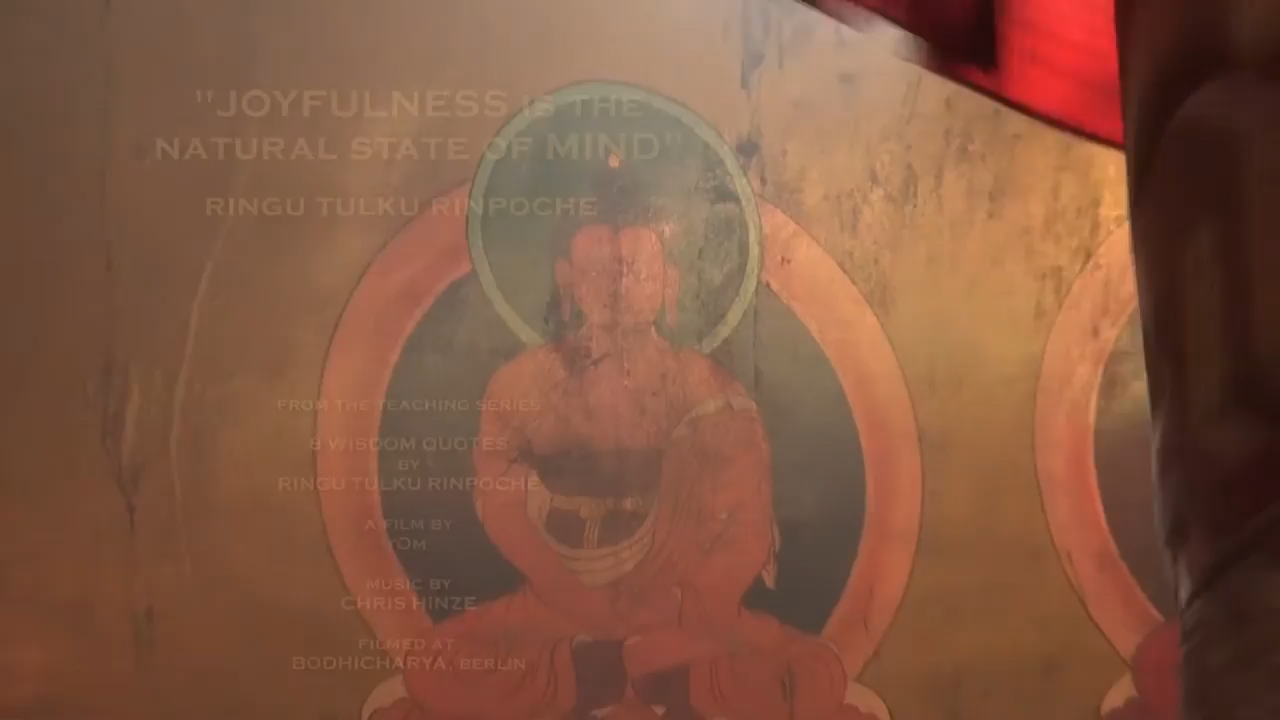 "JOYFULNESS IS THE
NATURAL STATE OF MIND"
RINGU TULKU RINPOCHE
FROM THE TEACHING SERIES
8 WISDOM QUOTES
BY
RINGU TULKU RINPOCHE
A FILM BY
YOM
MUSIC BY
CHRIS HINZE
FILMED AT
BODHICHARYA, BERLIN